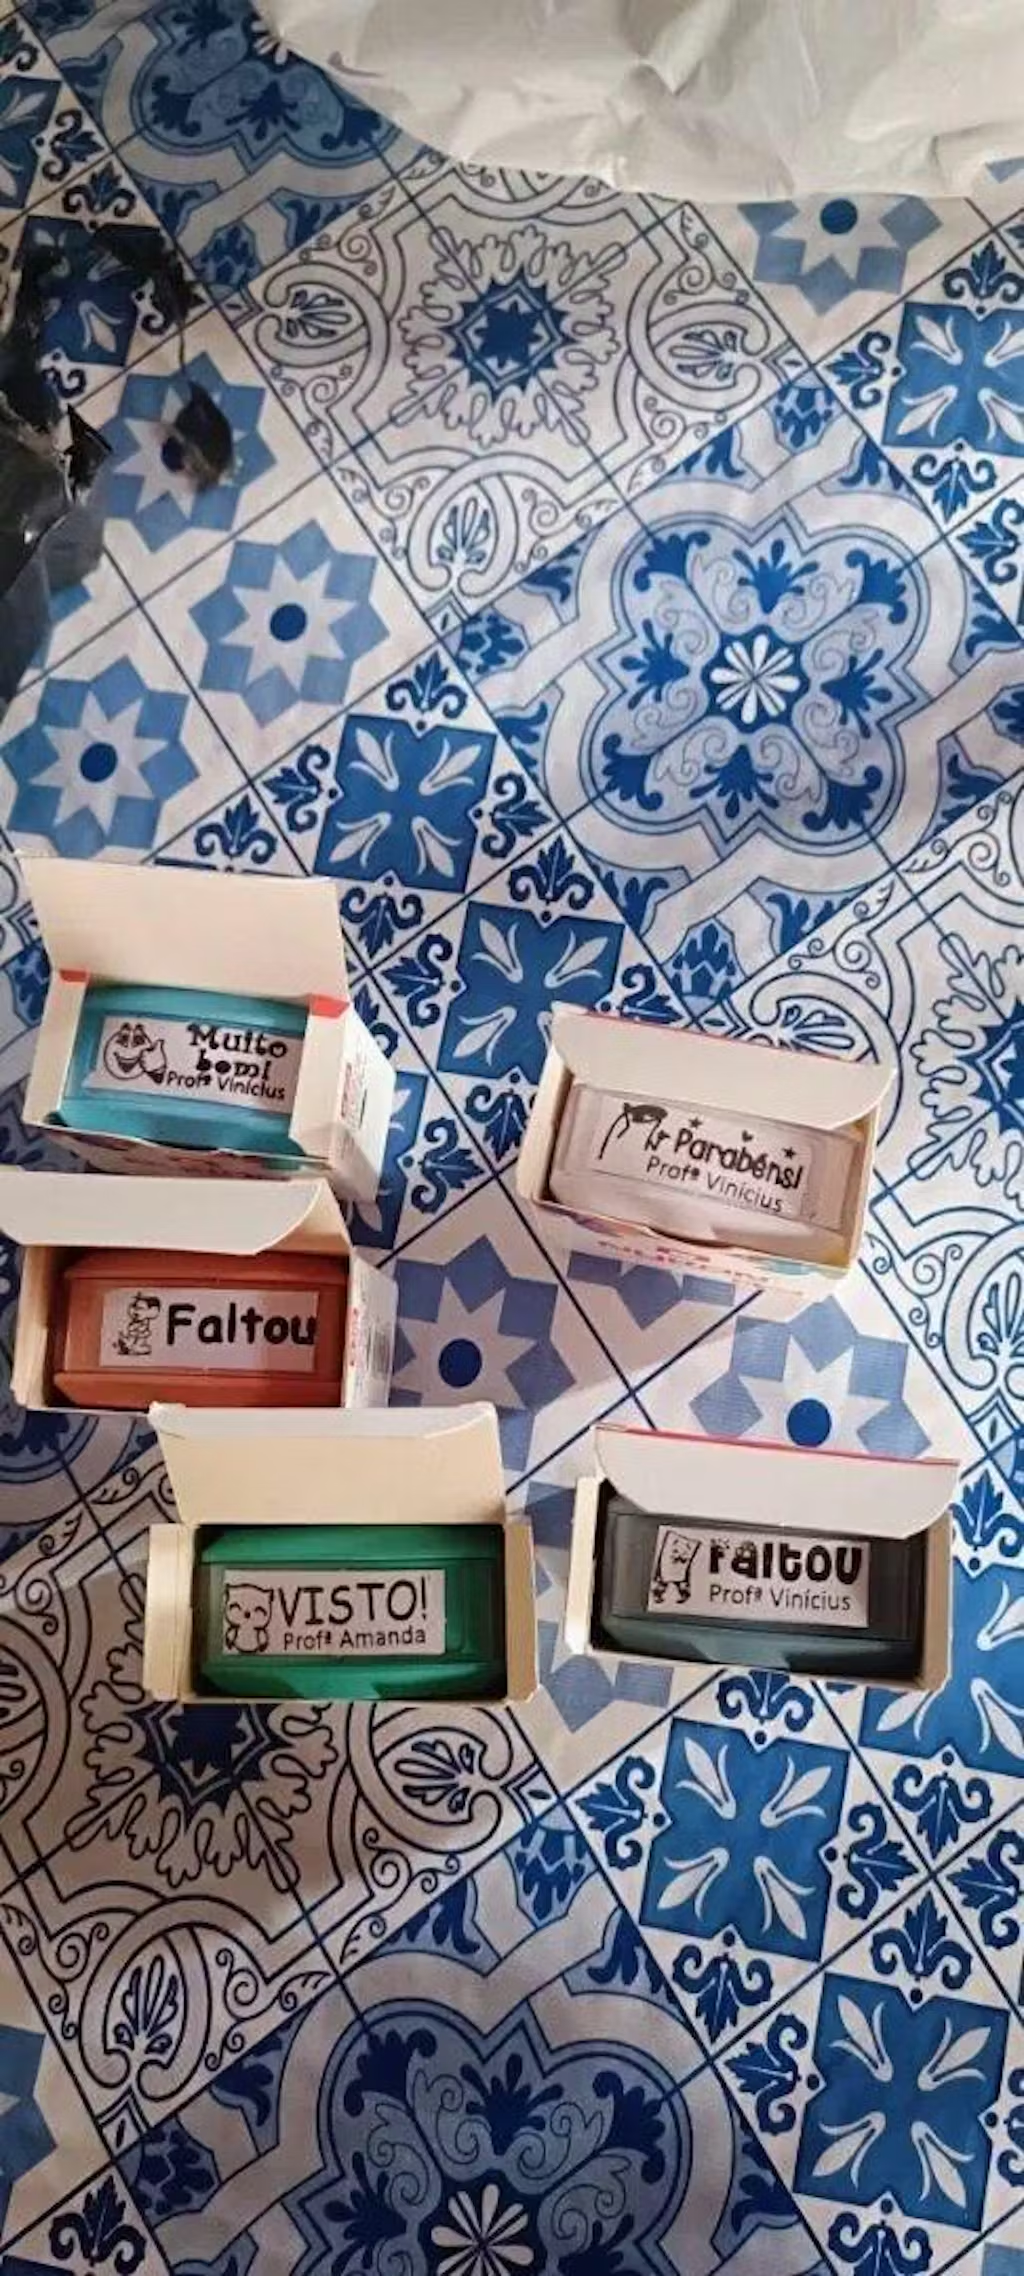 Muito
bom!
Profª Vinícius
Parabéns!
Profª Vinícius
Faltou
VISTO!
Profª Amanda
Faltou
Profª Vinícius